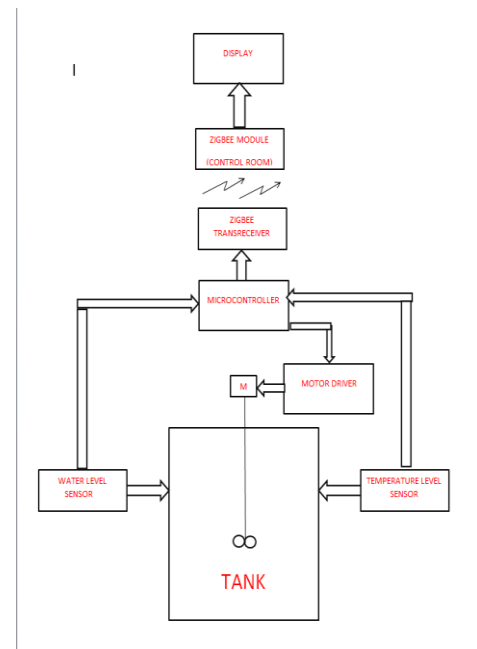 DISPLAY
ZIGBEE MODULE
(CONTROL ROOM)
ZIGBEE
TRANSRECEIVER
MICROCONTROLLER
M
MOTOR DRIVER
WATER LEVEL
SENSOR
TEMPERATURE LEVEL
SENSOR
TANK